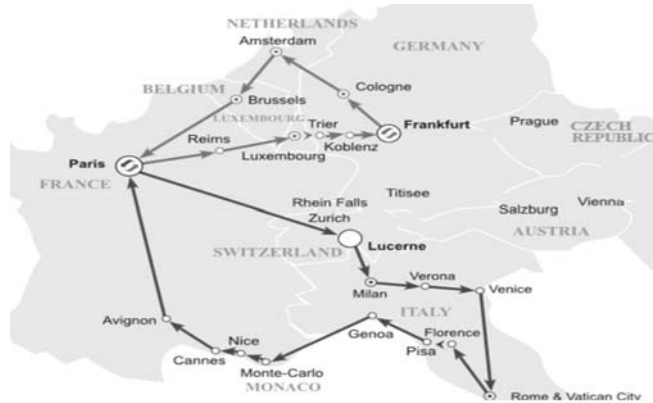 NETHERLANDS
Amsterdam
GERMANY
BELGIUM
Cologne
Brussels
LUXEMBOURG
Trier
Frankfurt
Prague
CZECH
REPUBLIC
Reims
Koblenz
Luxembourg
Paris
FRANCE
Titisee
Rhein Falls
Zurich
Salzburg
Vienna
AUSTRIA
SWITZERLAND
Lucerne
Verona
Venice
Milan
ITALY
Avignon
Genoa
Florence
Nice
Pisa
Cannes
Monte-Carlo
MONACO
Rome & Vatican City